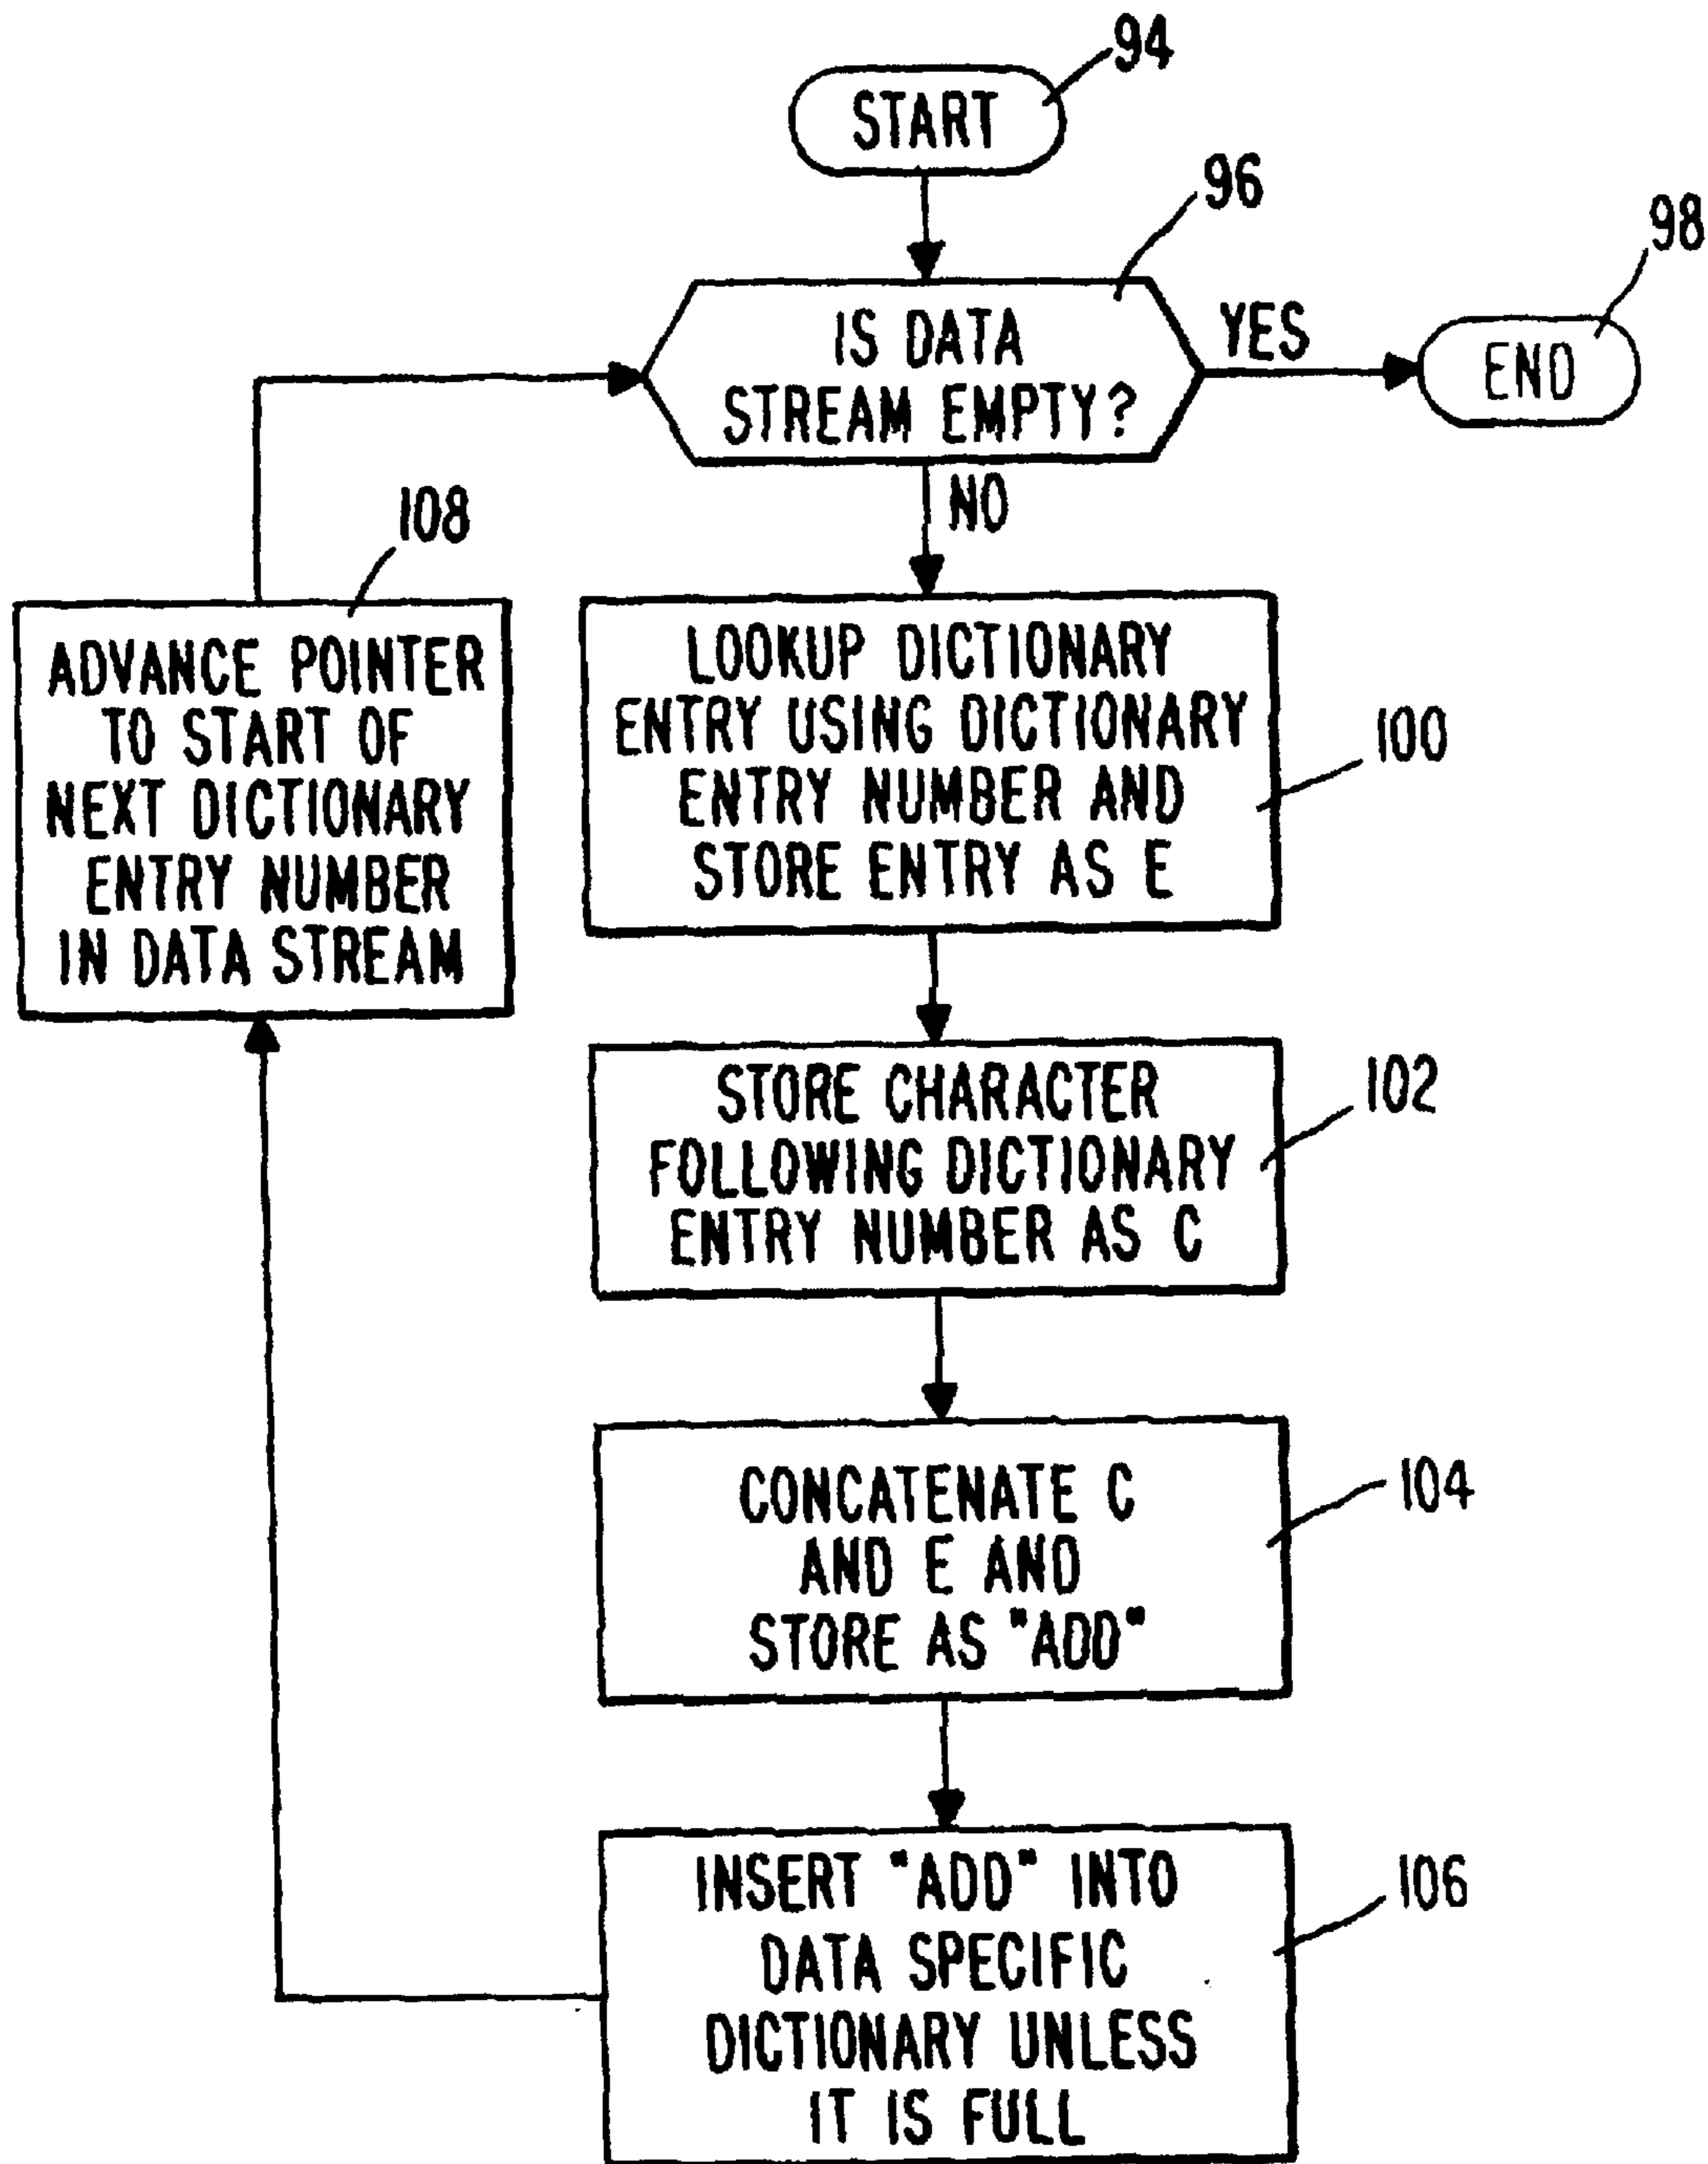 94
START
96
98
IS DATA
STREAM EMPTY?
YES
END
NO
108
ADVANCE POINTER
TO START OF
NEXT DICTIONARY
ENTRY NUMBER
IN DATA STREAM
LOOKUP DICTIONARY
ENTRY USING DICTIONARY
ENTRY NUMBER AND
STORE ENTRY AS E
100
STORE CHARACTER
FOLLOWING DICTIONARY
ENTRY NUMBER AS C
102
CONCATENATE C
AND E AND
STORE AS "ADD"
104
INSERT "ADD" INTO
DATA SPECIFIC
DICTIONARY UNLESS
IT IS FULL
106